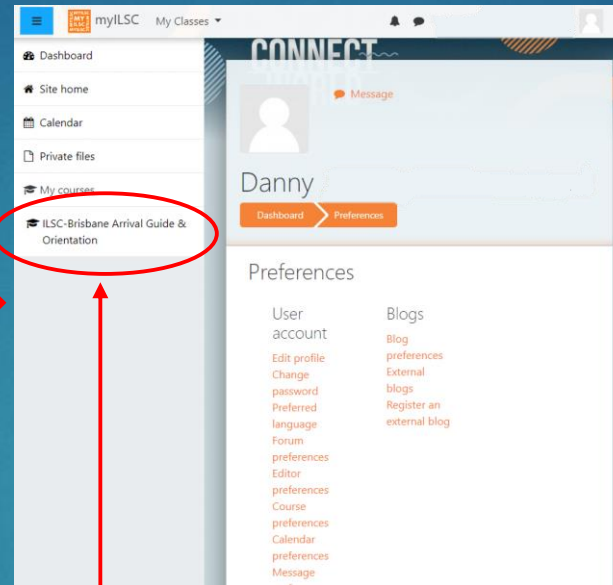 myILSC My Classes
Dashboard
Site home
Calendar
Private files
My courses
ILSC-Brisbane Arrival Guide &
Orientation
CONNECT
Message
Danny
Dashboard Preferences
Preferences
User
account
Edit profile
Change
password
Preferred
language
Forum
preferences
Editor
preferences
Course
preferences
Calendar
preferences
Message
Blogs
Blog
preferences
External
blogs
Register an
external blog